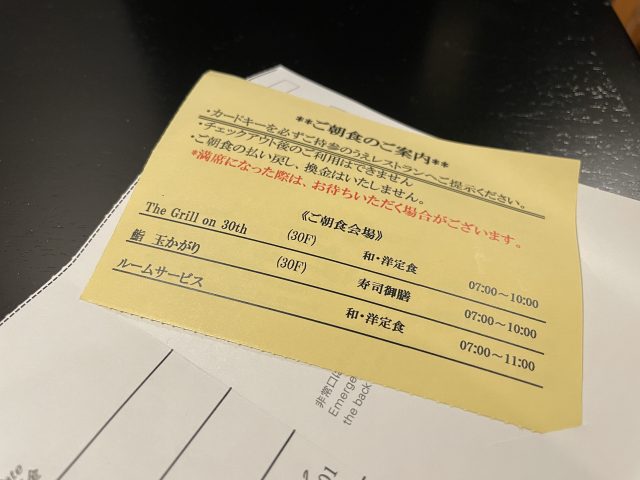 **ご朝食のご案内**
・カードキーを必ずご持参のうえレストランへご提示ください。
・チェックアウト後のご利用はできません
・ご朝食の払い戻し、換金はいたしません。
*満席になった際は、お待ちいただく場合がございます。
《ご朝食会場》
The Grill on 30th (30F) 和・洋定食 07:00～10:00
鮨 玉かがり (30F) 寿司御膳 07:00～10:00
ルームサービス 和・洋定食 07:00～11:00
非常口は
Emerge
the back
01